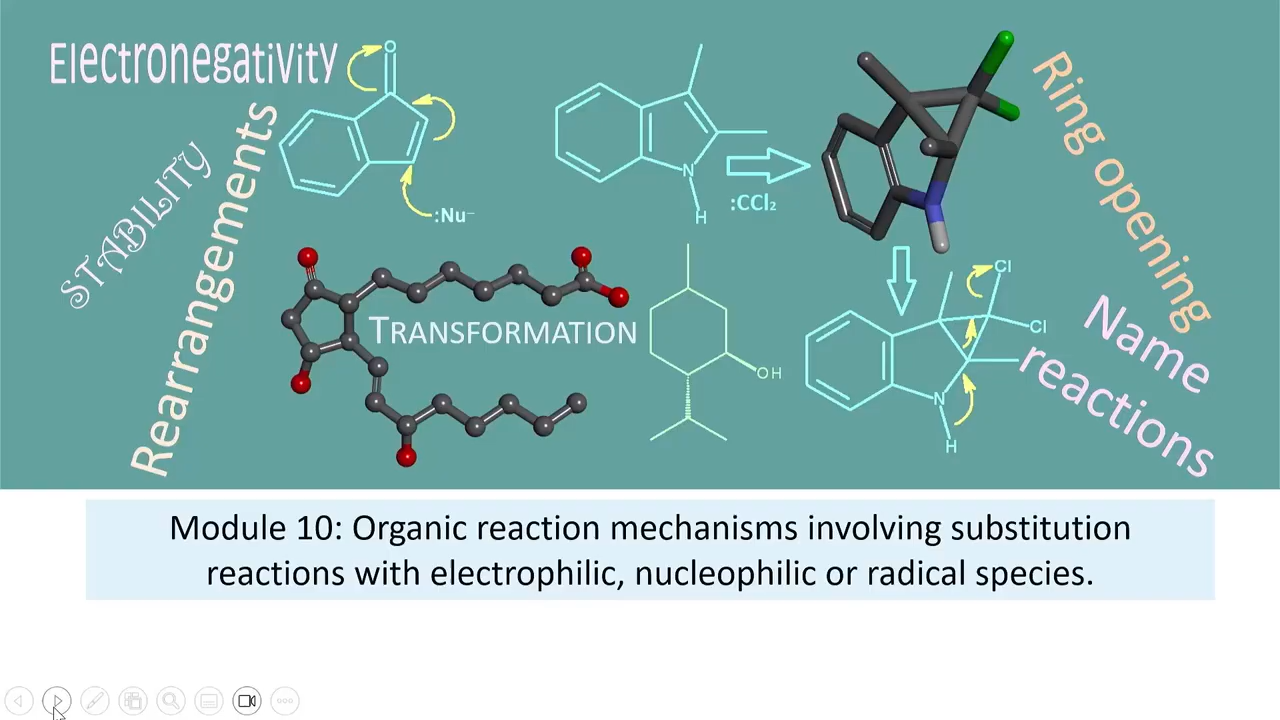 Electronegativity
STABILITY
Rearrangements
O
:Nu⁻
N
H
:CCl₂
Ring opening
TRANSFORMATION
OH
Cl
Cl
N
H
Name
reactions
Module 10: Organic reaction mechanisms involving substitution
reactions with electrophilic, nucleophilic or radical species.